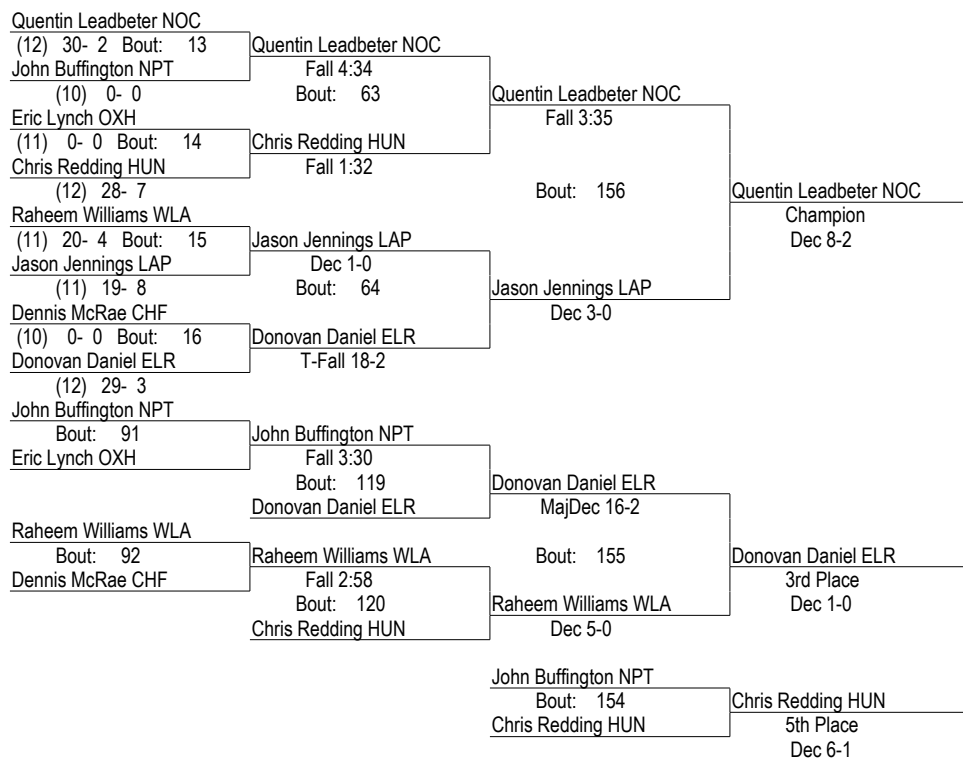 Quentin Leadbeter NOC
(12) 30- 2 Bout: 13 Quentin Leadbeter NOC
John Buffington NPT Fall 4:34
(10) 0- 0 Bout: 63 Quentin Leadbeter NOC
Eric Lynch OXH Fall 3:35
(11) 0- 0 Bout: 14 Chris Redding HUN
Chris Redding HUN Fall 1:32
(12) 28- 7 Bout: 156 Quentin Leadbeter NOC
Raheem Williams WLA Champion
(11) 20- 4 Bout: 15 Jason Jennings LAP Dec 8-2
Jason Jennings LAP Dec 1-0
(11) 19- 8 Bout: 64 Jason Jennings LAP
Dennis McRae CHF Dec 3-0
(10) 0- 0 Bout: 16 Donovan Daniel ELR
Donovan Daniel ELR T-Fall 18-2
(12) 29- 3
John Buffington NPT
Bout: 91 John Buffington NPT
Eric Lynch OXH Fall 3:30
Bout: 119 Donovan Daniel ELR
Donovan Daniel ELR MajDec 16-2
Raheem Williams WLA
Bout: 92 Raheem Williams WLA Bout: 155 Donovan Daniel ELR
Dennis McRae CHF Fall 2:58 3rd Place
Bout: 120 Raheem Williams WLA Dec 1-0
Chris Redding HUN Dec 5-0
John Buffington NPT
Bout: 154 Chris Redding HUN
Chris Redding HUN 5th Place
Dec 6-1